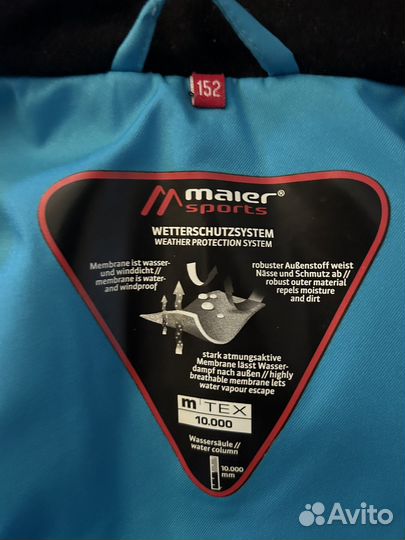 152
maier®
sports
WETTERSCHUTZSYSTEM
WEATHER PROTECTION SYSTEM
Membrane ist wasser-
und winddicht //
membrane is water-
and windproof
robuster Außenstoff weist
Nässe und Schmutz ab //
robust outer material
repels moisture
and dirt
stark atmungsaktive
Membrane lässt Wasser-
dampf nach außen // highly
breathable membrane lets
water vapour escape
m TEX
10.000
Wassersäule //
water column
10.000
mm
Avito